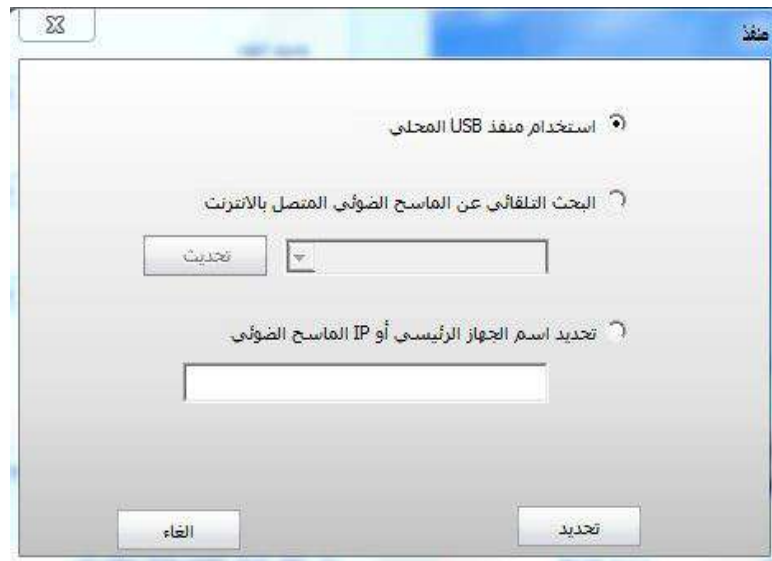 منفذ
استخدام منفذ USB المحلي
البحث التلقائي عن الماسح الضوئي المتصل بالانترنت
تحديث
تحديد اسم الجهاز الرئيسي أو IP الماسح الضوئي
تحديد
الغاء